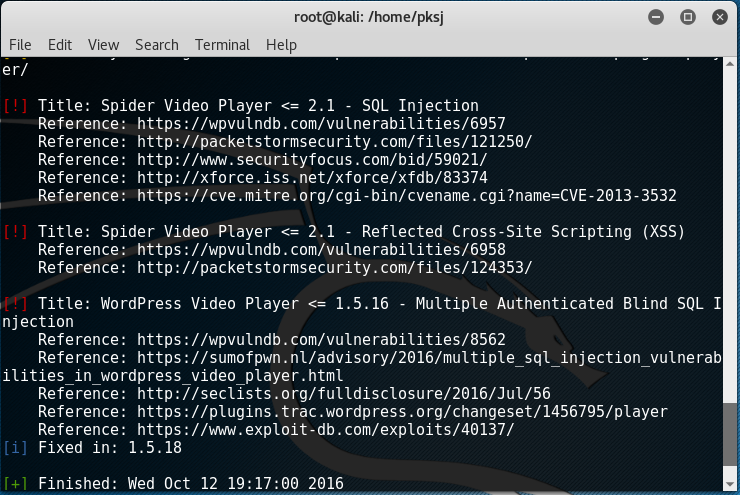 root@kali: /home/pksj
File Edit View Search Terminal Help
er/
[!] Title: Spider Video Player <= 2.1 - SQL Injection
Reference: https://wpvulndb.com/vulnerabilities/6957
Reference: http://packetstormsecurity.com/files/121250/
Reference: http://www.securityfocus.com/bid/59021/
Reference: http://xforce.iss.net/xforce/xfdb/83374
Reference: https://cve.mitre.org/cgi-bin/cvename.cgi?name=CVE-2013-3532
[!] Title: Spider Video Player <= 2.1 - Reflected Cross-Site Scripting (XSS)
Reference: https://wpvulndb.com/vulnerabilities/6958
Reference: http://packetstormsecurity.com/files/124353/
[!] Title: WordPress Video Player <= 1.5.16 - Multiple Authenticated Blind SQL I
njection
Reference: https://wpvulndb.com/vulnerabilities/8562
Reference: https://sumofpwn.nl/advisory/2016/multiple_sql_injection_vulnerab
ilities_in_wordpress_video_player.html
Reference: http://seclists.org/fulldisclosure/2016/Jul/56
Reference: https://plugins.trac.wordpress.org/changeset/1456795/player
Reference: https://www.exploit-db.com/exploits/40137/
[i] Fixed in: 1.5.18
[+] Finished: Wed Oct 12 19:17:00 2016